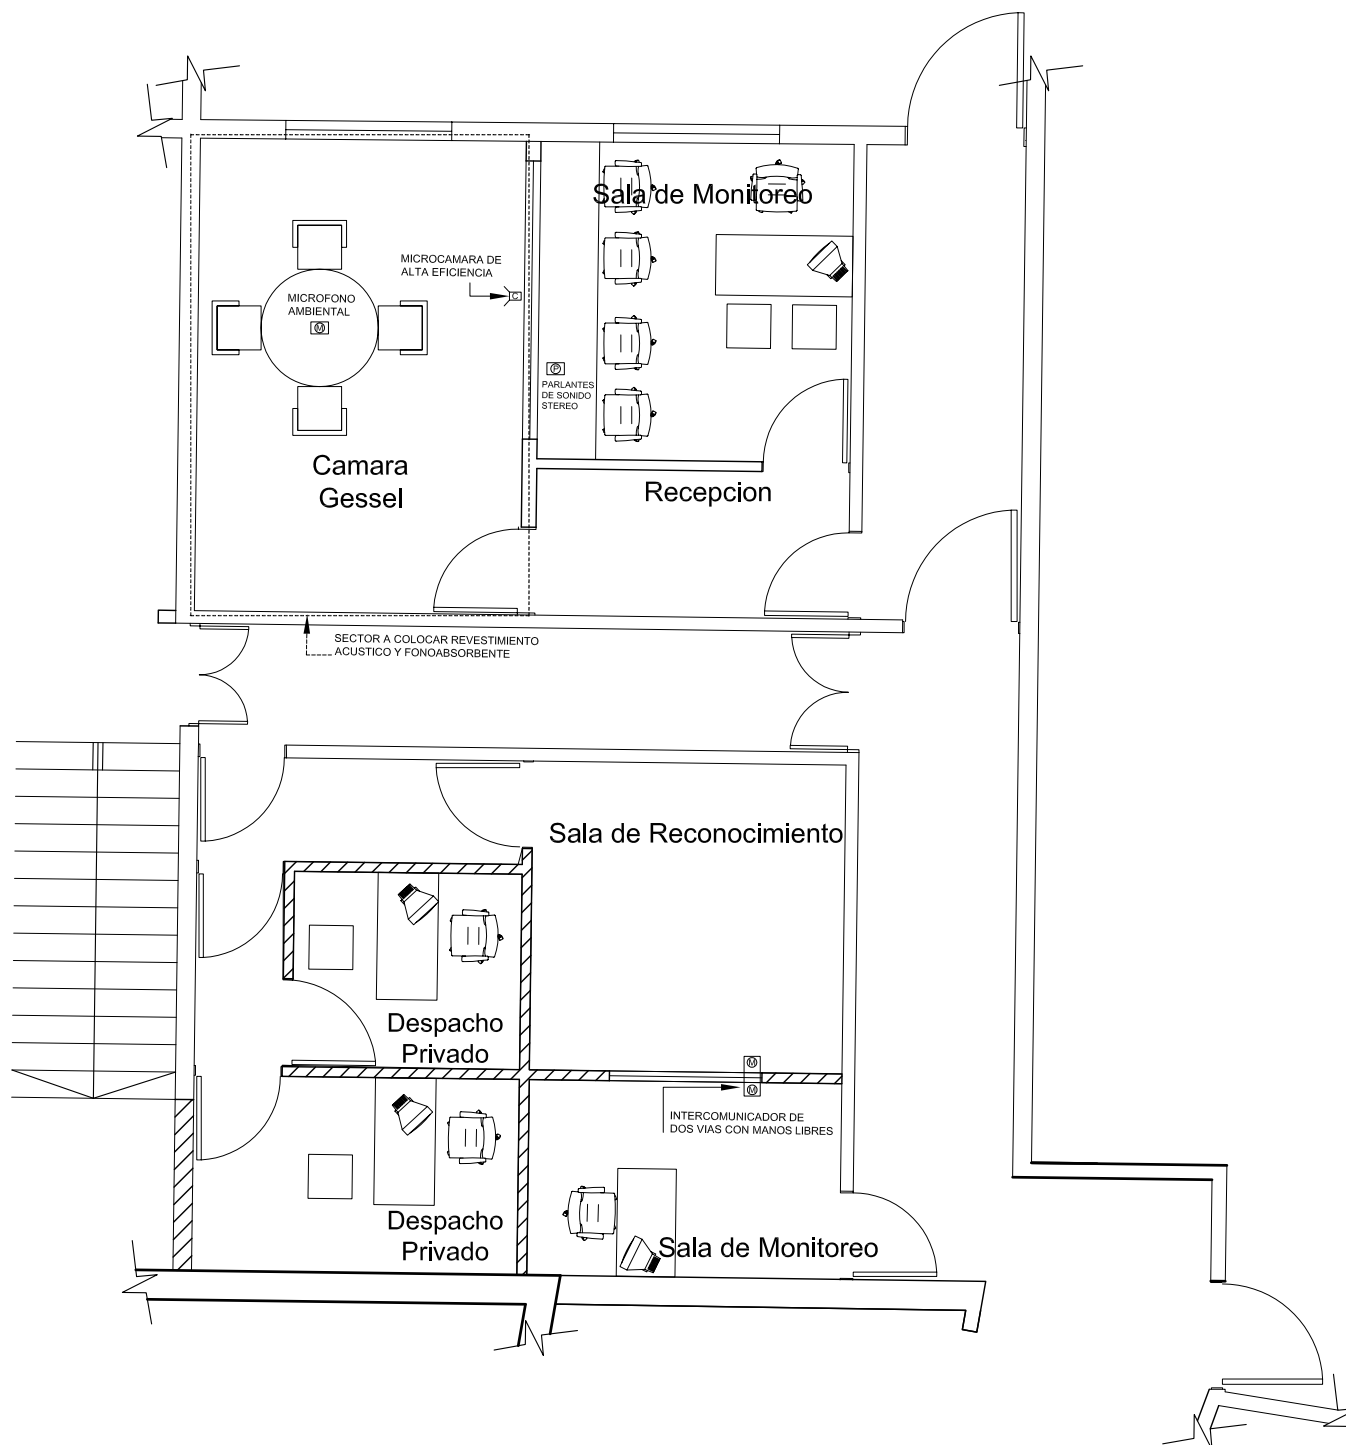 Sala de Monitoreo
MICROCAMARA DE
ALTA EFICIENCIA
C
MICROFONO
AMBIENTAL
M
P
PARLANTES
DE SONIDO
STEREO
Camara
Gessel
Recepcion
SECTOR A COLOCAR REVESTIMIENTO
ACUSTICO Y FONOABSORBENTE
Sala de Reconocimiento
Despacho
Privado
M
M
INTERCOMUNICADOR DE
DOS VIAS CON MANOS LIBRES
Despacho
Privado
Sala de Monitoreo